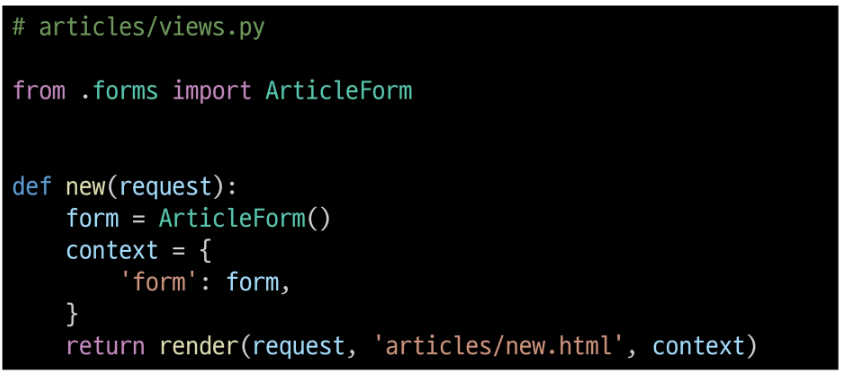 # articles/views.py
from .forms import ArticleForm
def new(request):
    form = ArticleForm()
    context = {
        'form': form,
    }
    return render(request, 'articles/new.html', context)